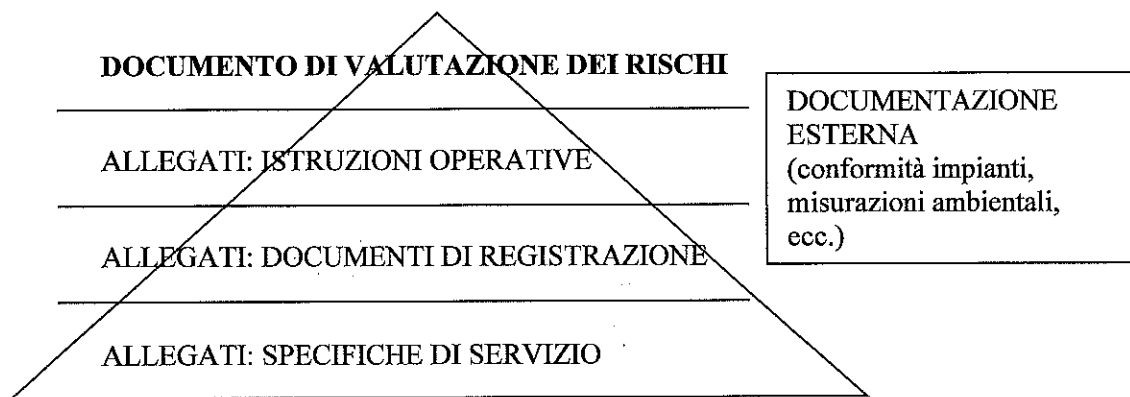 DOCUMENTO DI VALUTAZIONE DEI RISCHI
ALLEGATI: ISTRUZIONI OPERATIVE
ALLEGATI: DOCUMENTI DI REGISTRAZIONE
ALLEGATI: SPECIFICHE DI SERVIZIO
DOCUMENTAZIONE
ESTERNA
(conformità impianti,
misurazioni ambientali,
ecc.)